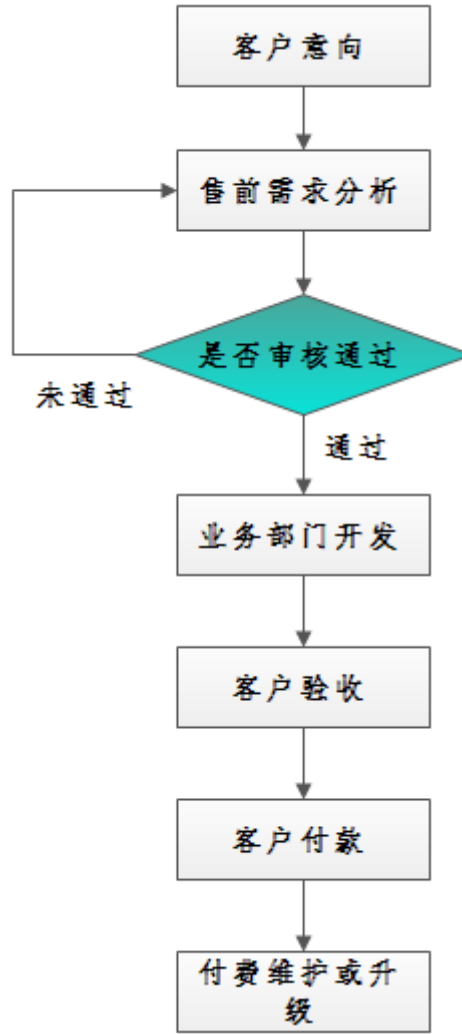 客户意向
售前需求分析
是否审核通过
未通过
通过
业务部门开发
客户验收
客户付款
付费维护或升
级